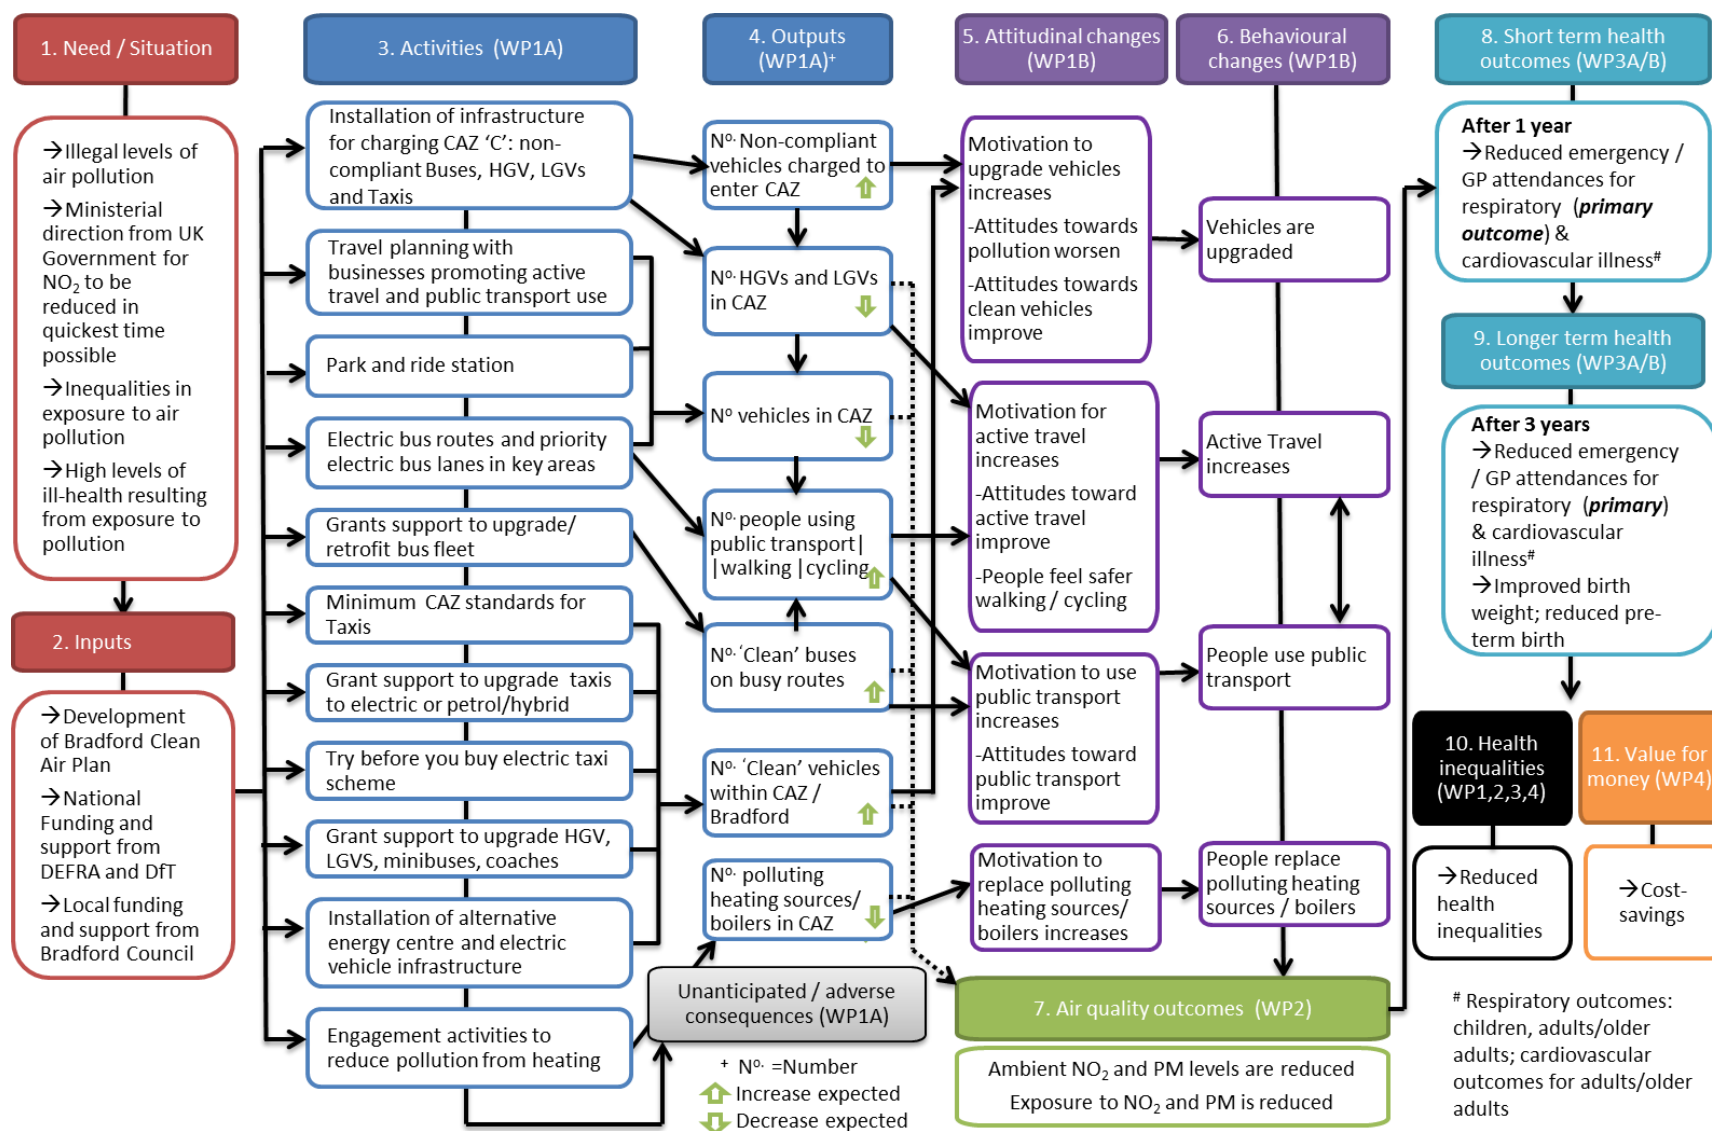 1. Need / Situation
→Illegal levels of
air pollution
→Ministerial
direction from UK
Government for
NO₂ to be
reduced in
quickest time
possible
→Inequalities in
exposure to air
pollution
→High levels of
ill-health resulting
from exposure to
pollution
2. Inputs
→Development
of Bradford Clean
Air Plan
→National
Funding and
support from
DEFRA and DfT
→Local funding
and support from
Bradford Council
3. Activities (WP1A)
Installation of infrastructure
for charging CAZ ‘C’: non-
compliant Buses, HGV, LGVs
and Taxis
Travel planning with
businesses promoting active
travel and public transport use
Park and ride station
Electric bus routes and priority
electric bus lanes in key areas
Grants support to upgrade/
retrofit bus fleet
Minimum CAZ standards for
Taxis
Grant support to upgrade taxis
to electric or petrol/hybrid
Try before you buy electric taxi
scheme
Grant support to upgrade HGV,
LGVS, minibuses, coaches
Installation of alternative
energy centre and electric
vehicle infrastructure
Engagement activities to
reduce pollution from heating
4. Outputs
(WP1A)⁺
Nº· Non-compliant
vehicles charged to
enter CAZ
Nº· HGVs and LGVs
in CAZ
Nº vehicles in CAZ
Nº· people using
public transport|
|walking |cycling
Nº· ‘Clean’ buses
on busy routes
Nº· ‘Clean’ vehicles
within CAZ /
Bradford
Nº· polluting
heating sources/
boilers in CAZ
Unanticipated / adverse
consequences (WP1A)
⁺ Nº· =Number
Increase expected
Decrease expected
5. Attitudinal changes
(WP1B)
Motivation to
upgrade vehicles
increases
-Attitudes towards
pollution worsen
-Attitudes towards
clean vehicles
improve
Motivation for
active travel
increases
-Attitudes toward
active travel
improve
-People feel safer
walking / cycling
Motivation to use
public transport
increases
-Attitudes toward
public transport
improve
Motivation to
replace polluting
heating sources/
boilers increases
6. Behavioural
changes (WP1B)
Vehicles are
upgraded
Active Travel
increases
People use public
transport
People replace
polluting heating
sources / boilers
7. Air quality outcomes (WP2)
Ambient NO₂ and PM levels are reduced
Exposure to NO₂ and PM is reduced
8. Short term health
outcomes (WP3A/B)
After 1 year
→Reduced emergency /
GP attendances for
respiratory (primary
outcome) &
cardiovascular illness#
9. Longer term health
outcomes (WP3A/B)
After 3 years
→Reduced emergency
/ GP attendances for
respiratory (primary)
& cardiovascular
illness#
→Improved birth
weight; reduced pre-
term birth
10. Health
inequalities
(WP1,2,3,4)
→Reduced
health
inequalities
11. Value for
money (WP4)
→Cost-
savings
# Respiratory outcomes:
children, adults/older
adults; cardiovascular
outcomes for adults/older
adults